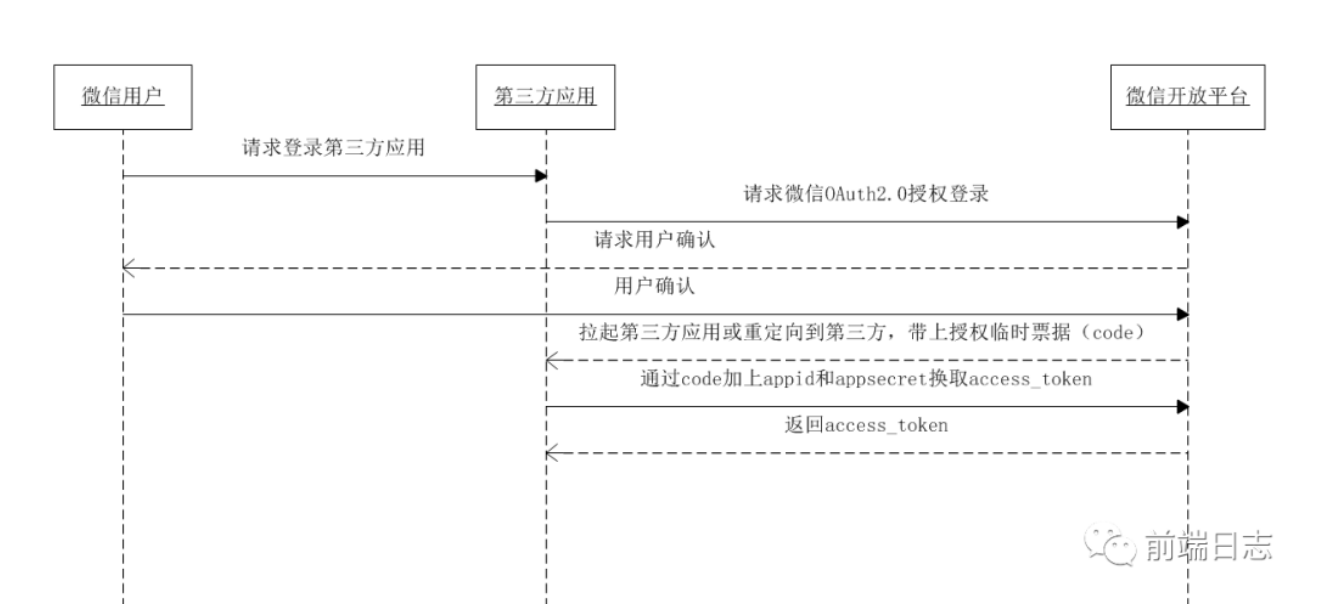 微信用户
第三方应用
微信开放平台
请求登录第三方应用
请求微信OAuth2.0授权登录
请求用户确认
用户确认
拉起第三方应用或重定向到第三方，带上授权临时票据（code）
通过code加上appid和appsecret换取access_token
返回access_token
前端日志